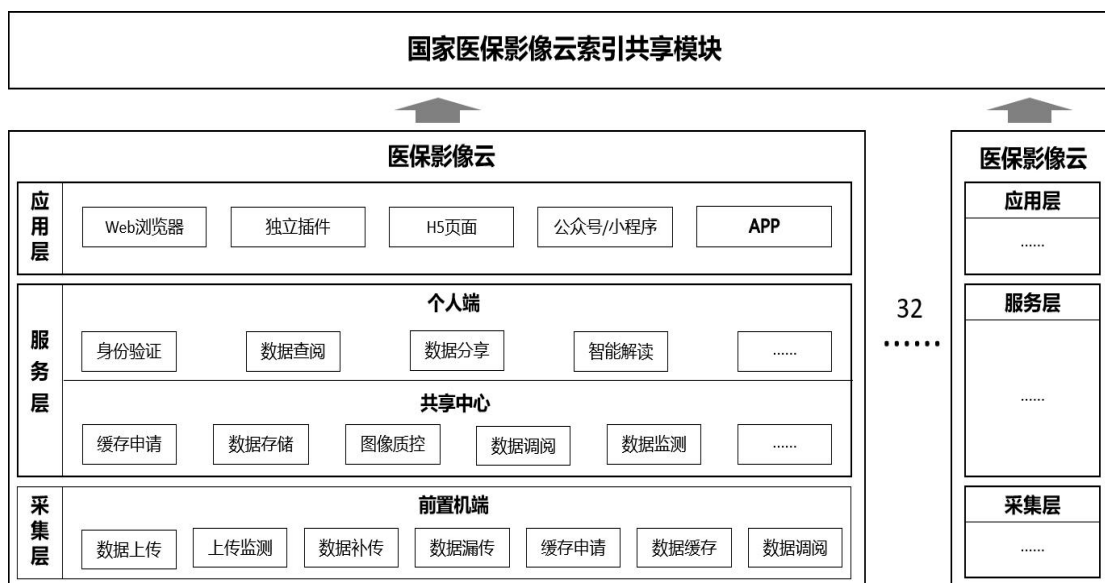 国家医保影像云索引共享模块
医保影像云
应用层
Web浏览器 独立插件 H5页面 公众号/小程序 APP
服务层
个人端
身份验证 数据查阅 数据分享 智能解读 ......
共享中心
缓存申请 数据存储 图像质控 数据调阅 数据监测 ......
采集层
前置机端
数据上传 上传监测 数据补传 数据漏传 缓存申请 数据缓存 数据调阅
32
......
医保影像云
应用层
......
服务层
......
采集层
......